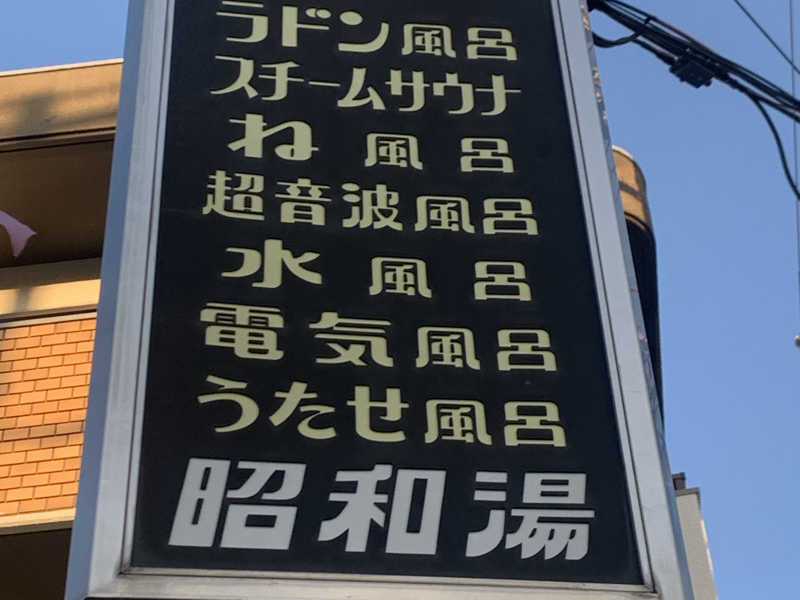 ラドン風呂
スチームサウナ
ね風呂
超音波風呂
水風呂
電気風呂
うたせ風呂
昭和湯